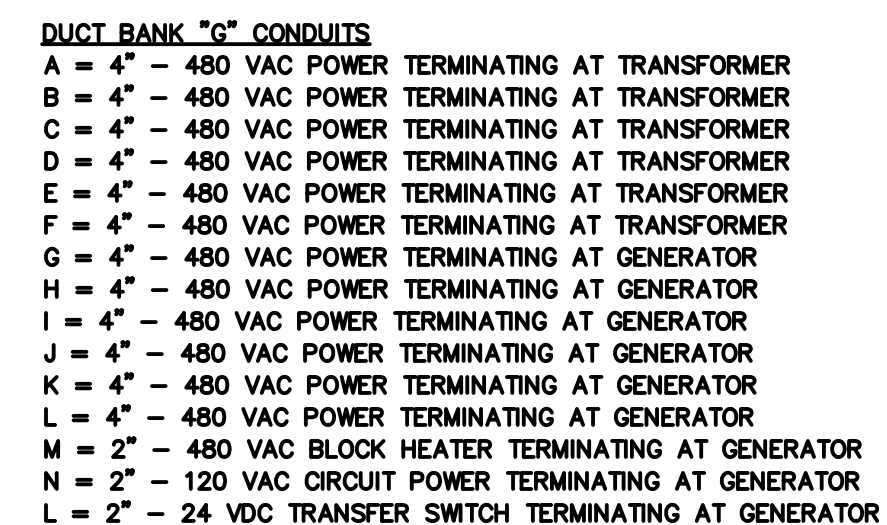 DUCT BANK "G" CONDUITS
A = 4" – 480 VAC POWER TERMINATING AT TRANSFORMER
B = 4" – 480 VAC POWER TERMINATING AT TRANSFORMER
C = 4" – 480 VAC POWER TERMINATING AT TRANSFORMER
D = 4" – 480 VAC POWER TERMINATING AT TRANSFORMER
E = 4" – 480 VAC POWER TERMINATING AT TRANSFORMER
F = 4" – 480 VAC POWER TERMINATING AT TRANSFORMER
G = 4" – 480 VAC POWER TERMINATING AT GENERATOR
H = 4" – 480 VAC POWER TERMINATING AT GENERATOR
I = 4" – 480 VAC POWER TERMINATING AT GENERATOR
J = 4" – 480 VAC POWER TERMINATING AT GENERATOR
K = 4" – 480 VAC POWER TERMINATING AT GENERATOR
L = 4" – 480 VAC POWER TERMINATING AT GENERATOR
M = 2" – 480 VAC BLOCK HEATER TERMINATING AT GENERATOR
N = 2" – 120 VAC CIRCUIT POWER TERMINATING AT GENERATOR
L = 2" – 24 VDC TRANSFER SWITCH TERMINATING AT GENERATOR